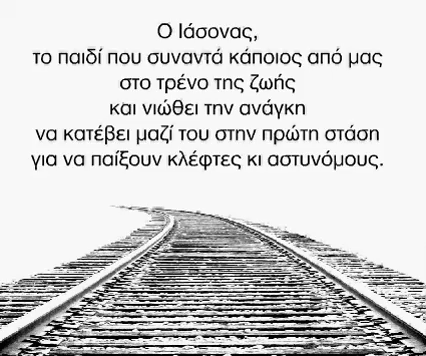 Ο Ιάσονας,
το παιδί που συναντά κάποιος από μας
στο τρένο της ζωής
και νιώθει την ανάγκη
να κατέβει μαζί του στην πρώτη στάση
για να παίξουν κλέφτες κι αστυνόμους.